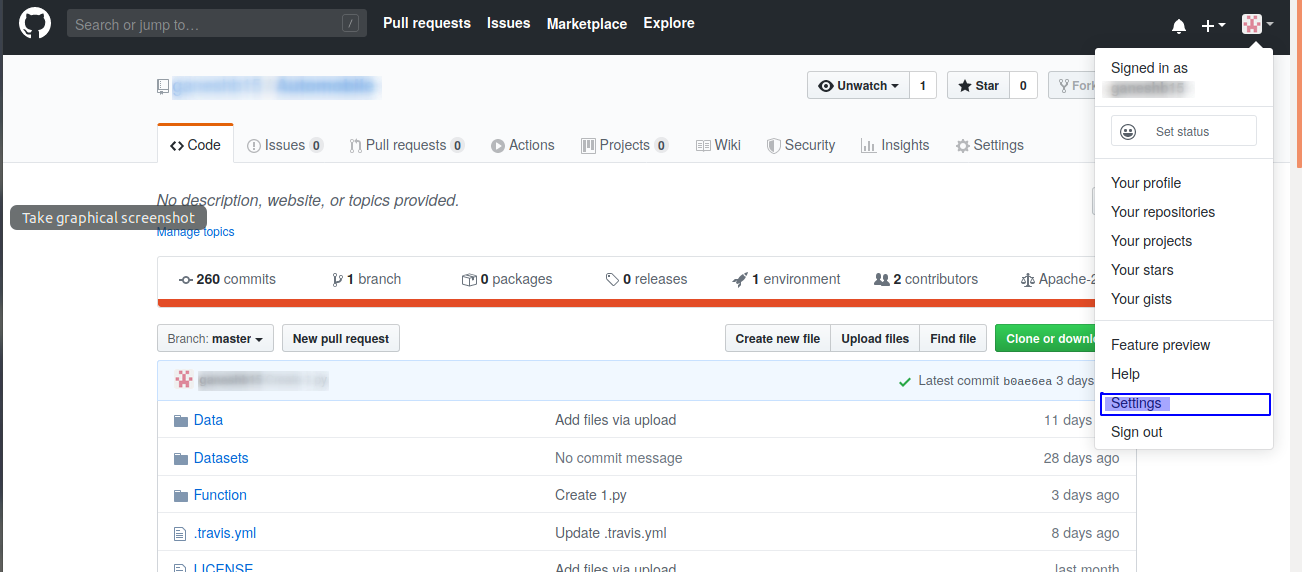 Search or jump to… / Pull requests Issues Marketplace Explore
Signed in as
Unwatch 1 Star 0 Fork
Set status
Code Issues 0 Pull requests 0 Actions Projects 0 Wiki Security Insights Settings
Your profile
No description, website, or topics provided.
Your repositories
Take graphical screenshot
Manage topics
Your projects
Your stars
260 commits 1 branch 0 packages 0 releases 1 environment 2 contributors Apache-2
Your gists
Branch: master New pull request Create new file Upload files Find file Clone or downlo
Feature preview
Help
Latest commit b0ae6ea 3 days
Settings
Data Add files via upload 11 days
Sign out
Datasets No commit message 28 days ago
Function Create 1.py 3 days ago
.travis.yml Update .travis.yml 8 days ago
LICENSE Add files via upload last month